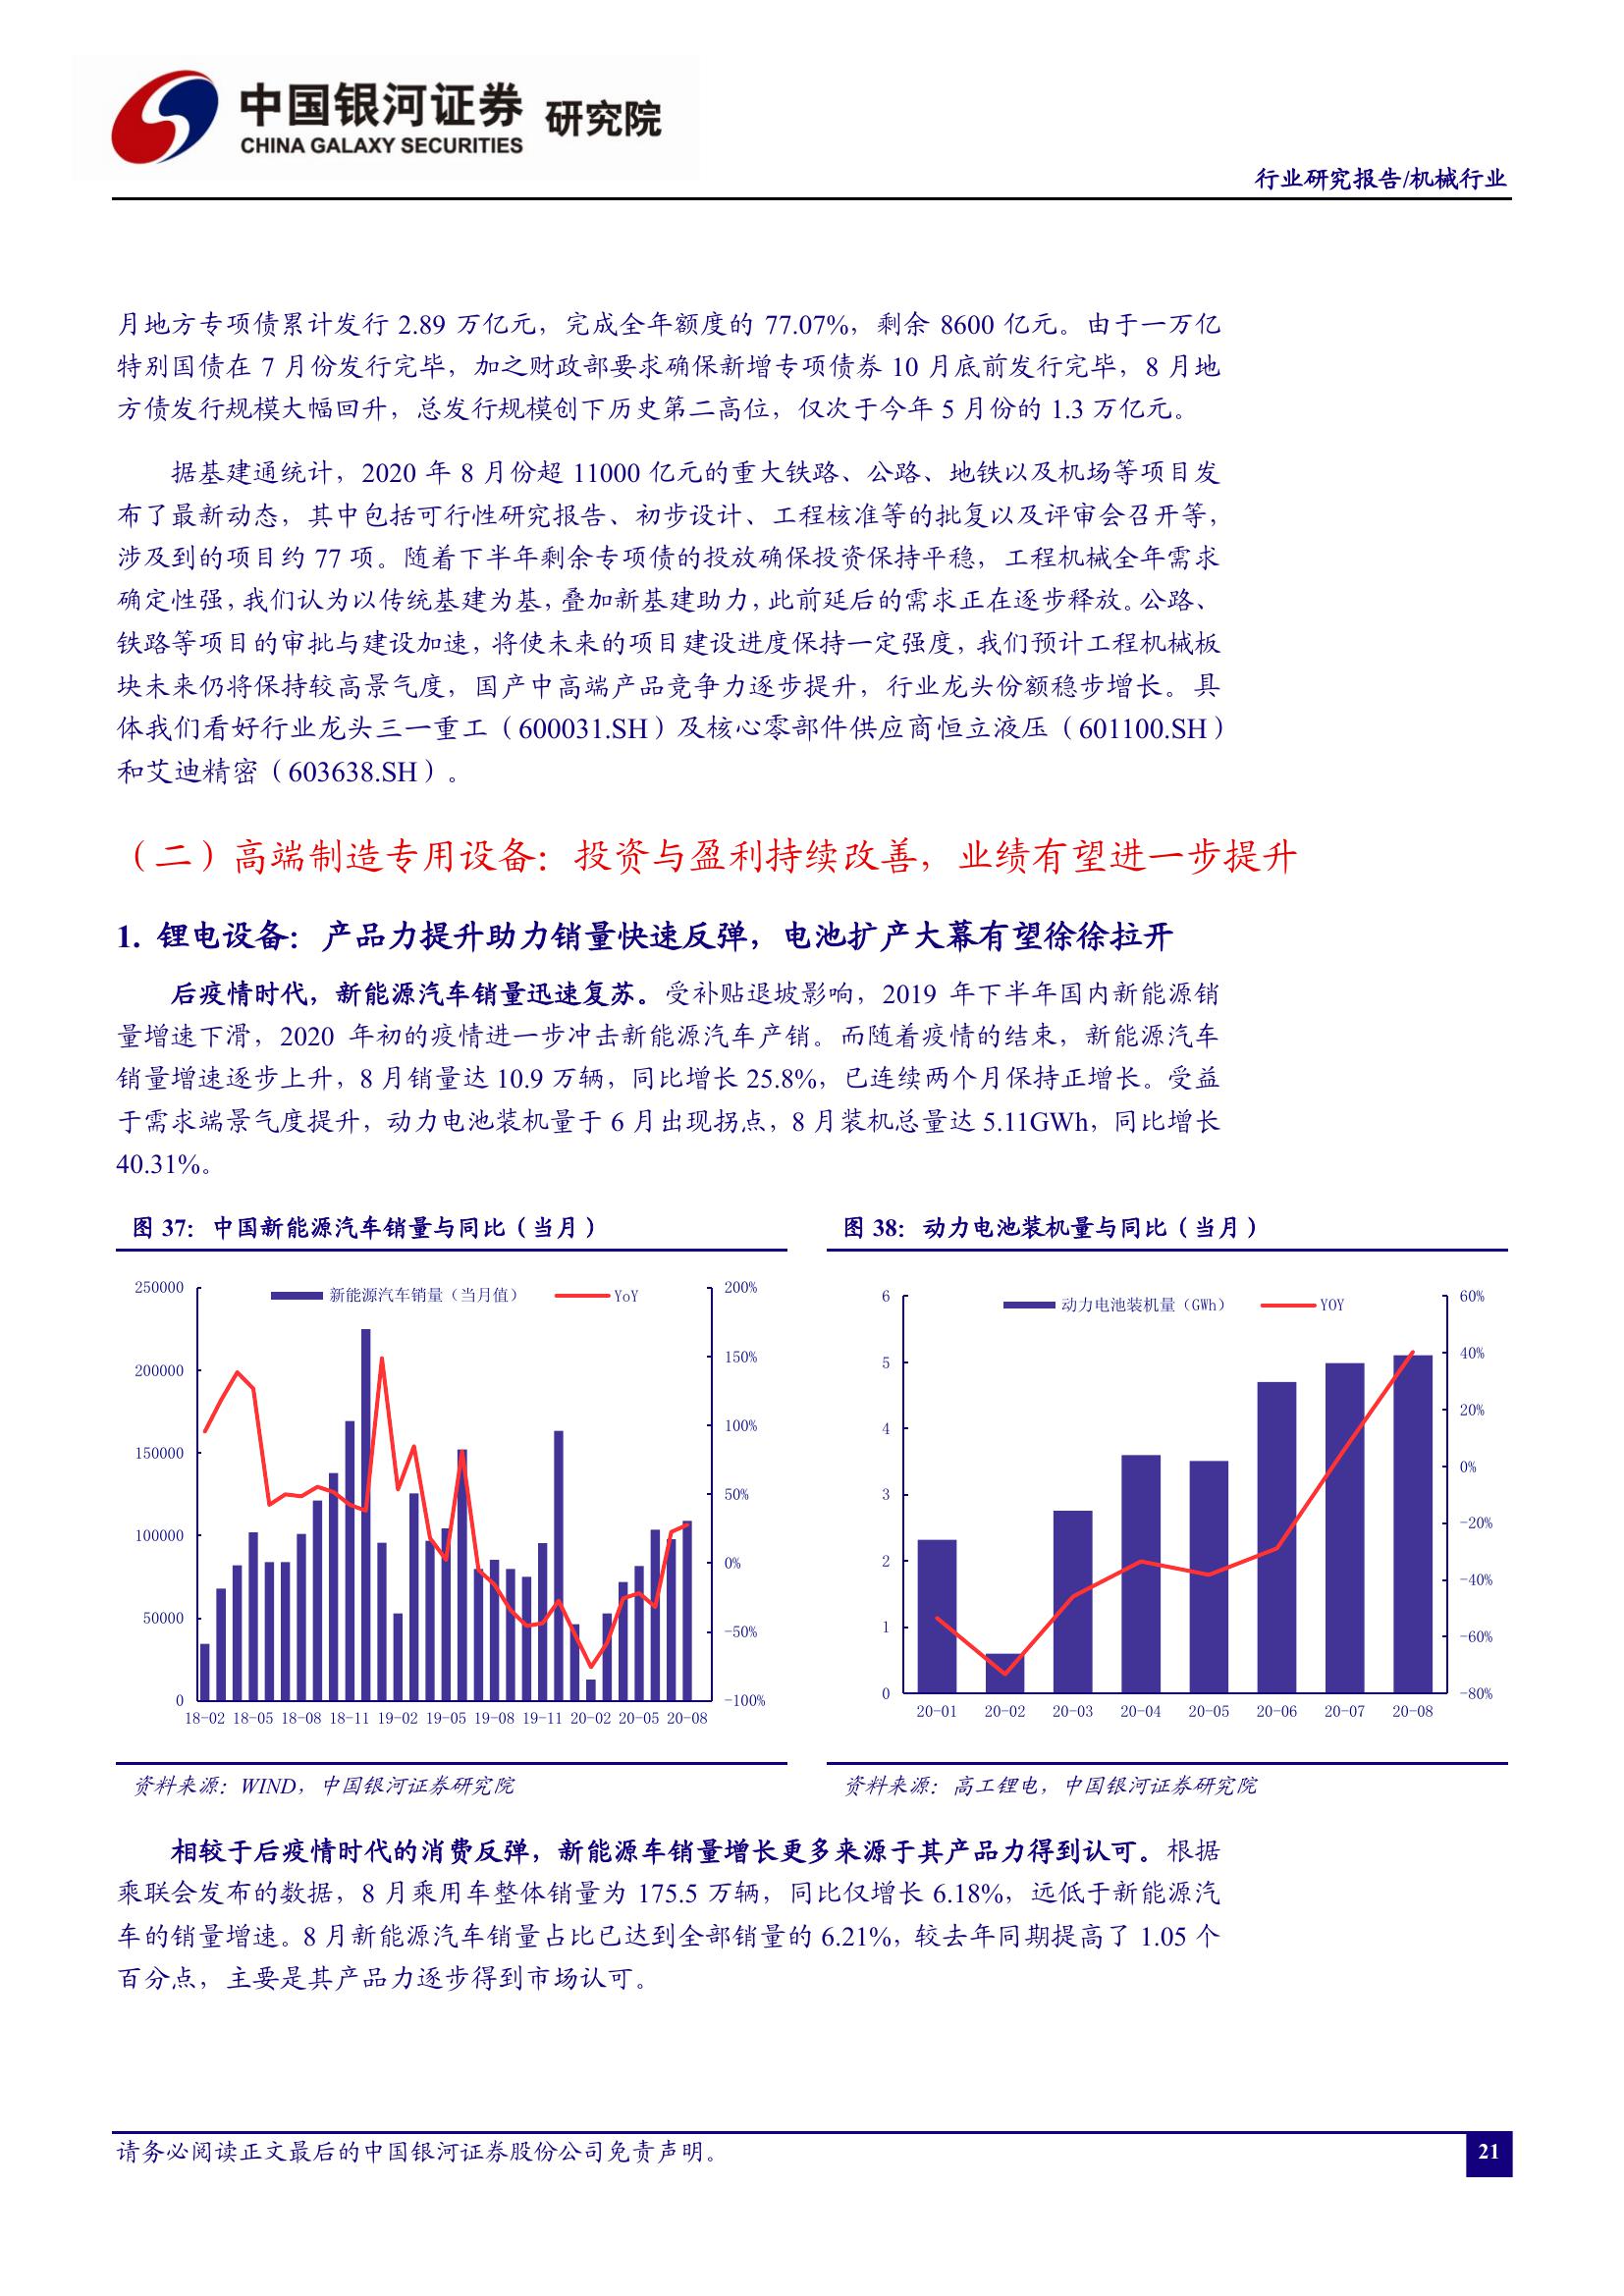 中国银河证券 研究院
CHINA GALAXY SECURITIES
行业研究报告/机械行业
月地方专项债累计发行 2.89 万亿元，完成全年额度的 77.07%，剩余 8600 亿元。由于一万亿
特别国债在 7 月份发行完毕，加之财政部要求确保新增专项债券 10 月底前发行完毕，8 月地
方债发行规模大幅回升，总发行规模创下历史第二高位，仅次于今年 5 月份的 1.3 万亿元。
据基建通统计，2020 年 8 月份超 11000 亿元的重大铁路、公路、地铁以及机场等项目发
布了最新动态，其中包括可行性研究报告、初步设计、工程核准等的批复以及评审会召开等，
涉及到的项目约 77 项。随着下半年剩余专项债的投放确保投资保持平稳，工程机械全年需求
确定性强，我们认为以传统基建为基，叠加新基建助力，此前延后的需求正在逐步释放。公路、
铁路等项目的审批与建设加速，将使未来的项目建设进度保持一定强度，我们预计工程机械板
块未来仍将保持较高景气度，国产中高端产品竞争力逐步提升，行业龙头份额稳步增长。具
体我们看好行业龙头三一重工（600031.SH）及核心零部件供应商恒立液压（601100.SH）
和艾迪精密（603638.SH）。
（二）高端制造专用设备：投资与盈利持续改善，业绩有望进一步提升
1. 锂电设备：产品力提升助力销量快速反弹，电池扩产大幕有望徐徐拉开
后疫情时代，新能源汽车销量迅速复苏。受补贴退坡影响，2019 年下半年国内新能源销
量增速下滑，2020 年初的疫情进一步冲击新能源汽车产销。而随着疫情的结束，新能源汽车
销量增速逐步上升，8 月销量达 10.9 万辆，同比增长 25.8%，已连续两个月保持正增长。受益
于需求端景气度提升，动力电池装机量于 6 月出现拐点，8 月装机总量达 5.11GWh，同比增长
40.31%。
图 37：中国新能源汽车销量与同比（当月）
新能源汽车销量（当月值） YoY
250000
200000
150000
100000
50000
0
200%
150%
100%
50%
0%
-50%
-100%
18-02 18-05 18-08 18-11 19-02 19-05 19-08 19-11 20-02 20-05 20-08
资料来源：WIND，中国银河证券研究院
图 38：动力电池装机量与同比（当月）
动力电池装机量（GWh） YOY
6
5
4
3
2
1
0
60%
40%
20%
0%
-20%
-40%
-60%
-80%
20-01 20-02 20-03 20-04 20-05 20-06 20-07 20-08
资料来源：高工锂电，中国银河证券研究院
相较于后疫情时代的消费反弹，新能源车销量增长更多来源于其产品力得到认可。根据
乘联会发布的数据，8 月乘用车整体销量为 175.5 万辆，同比仅增长 6.18%，远低于新能源汽
车的销量增速。8 月新能源汽车销量占比已达到全部销量的 6.21%，较去年同期提高了 1.05 个
百分点，主要是其产品力逐步得到市场认可。
请务必阅读正文最后的中国银河证券股份公司免责声明。
21